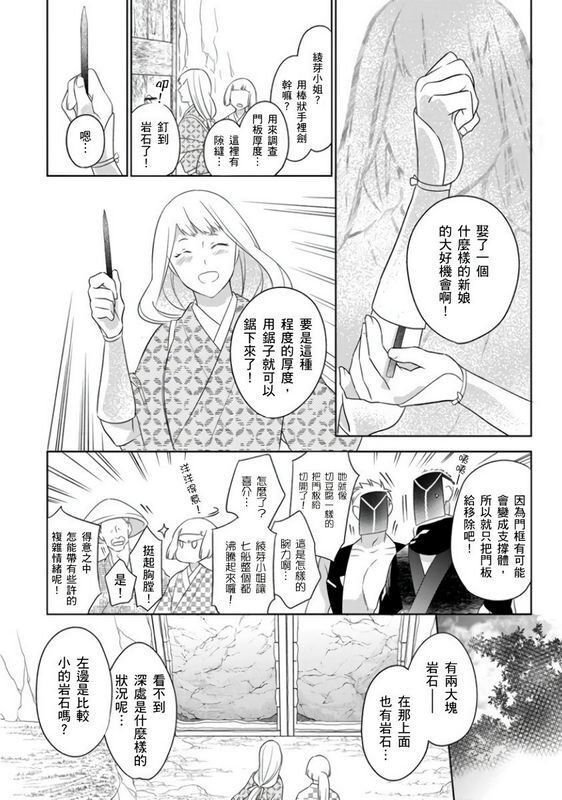 娶了一個
什麼樣的新娘
的大好機會啊！
綾芽小姐？
用棒狀手裡劍
幹嘛？
用來調查
門板厚度…
這裡有
隙縫…
叩！
釘到
岩石了！
嗯…
要是這種
程度的厚度，
用鋸子就可以
鋸下來了！
因為門框有可能
會變成支撐體，
所以就只把門板
給移除吧！
咦咦
她就像
切豆腐一樣的
把門板給
切開了！
這是怎樣的
腕力啊…
怎麼了？
喜介…
綾芽小姐讓
七船整個都
沸騰起來囉！
洋洋得意！
挺起胸膛！
是！
得意之中
怎能帶有些許的
複雜情緒呢！
有兩大塊
岩石——
在那上面
也有岩石…
看不到
深處是什麼樣的
狀況呢…
左邊是比較
小的岩石嗎？